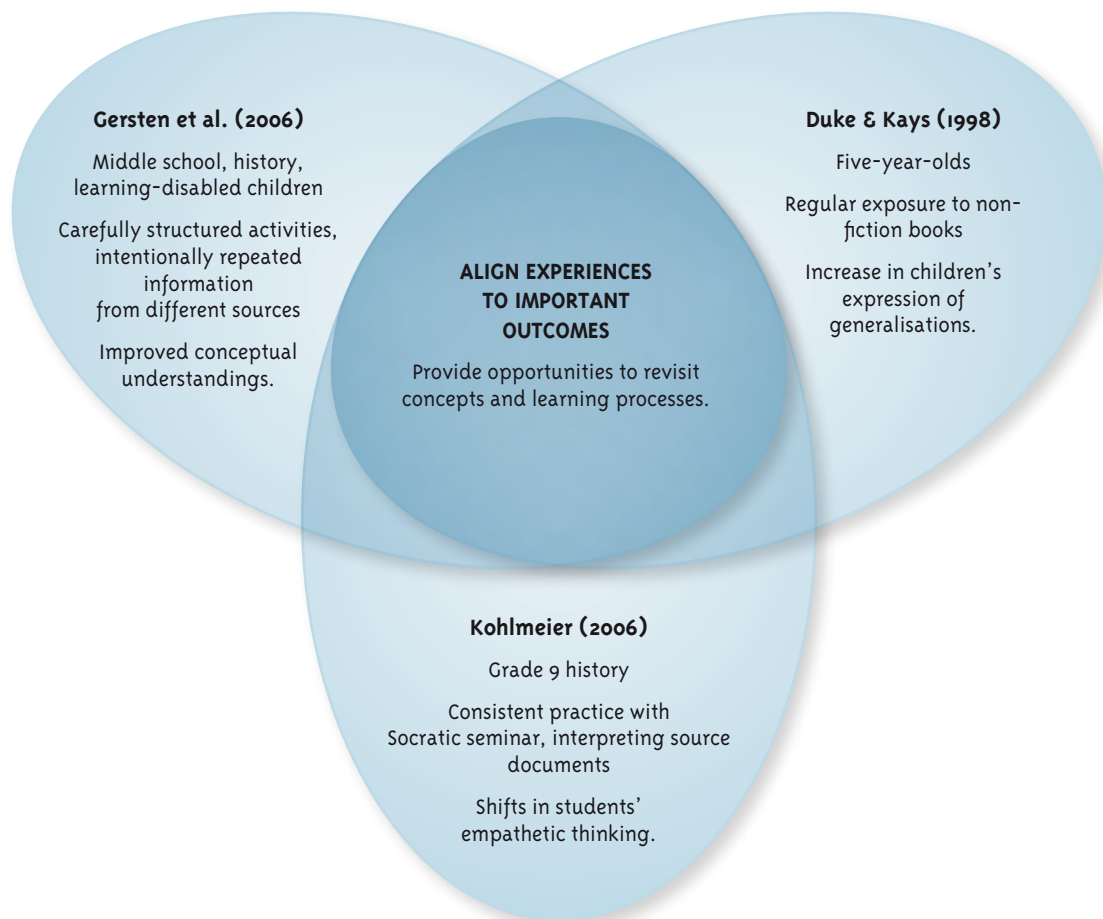 Gersten et al. (2006)
Middle school, history,
learning-disabled children
Carefully structured activities,
intentionally repeated
information
from different sources
Improved conceptual
understandings.
Duke & Kays (1998)
Five-year-olds
Regular exposure to non-
fiction books
Increase in children's
expression of
generalisations.
ALIGN EXPERIENCES
TO IMPORTANT
OUTCOMES
Provide opportunities to revisit
concepts and learning processes.
Kohlmeier (2006)
Grade 9 history
Consistent practice with
Socratic seminar, interpreting source
documents
Shifts in students'
empathetic thinking.